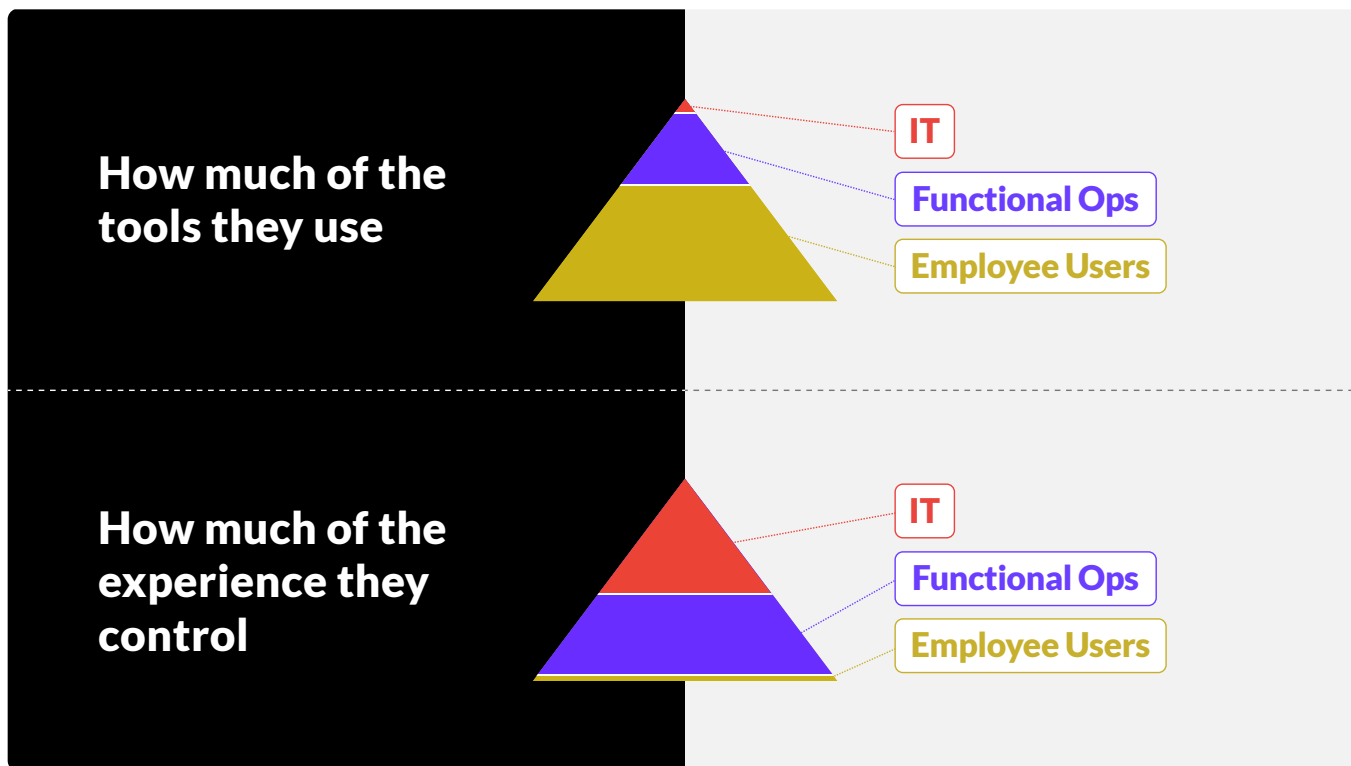 How much of the
tools they use
IT
Functional Ops
Employee Users
How much of the
experience they
control
IT
Functional Ops
Employee Users